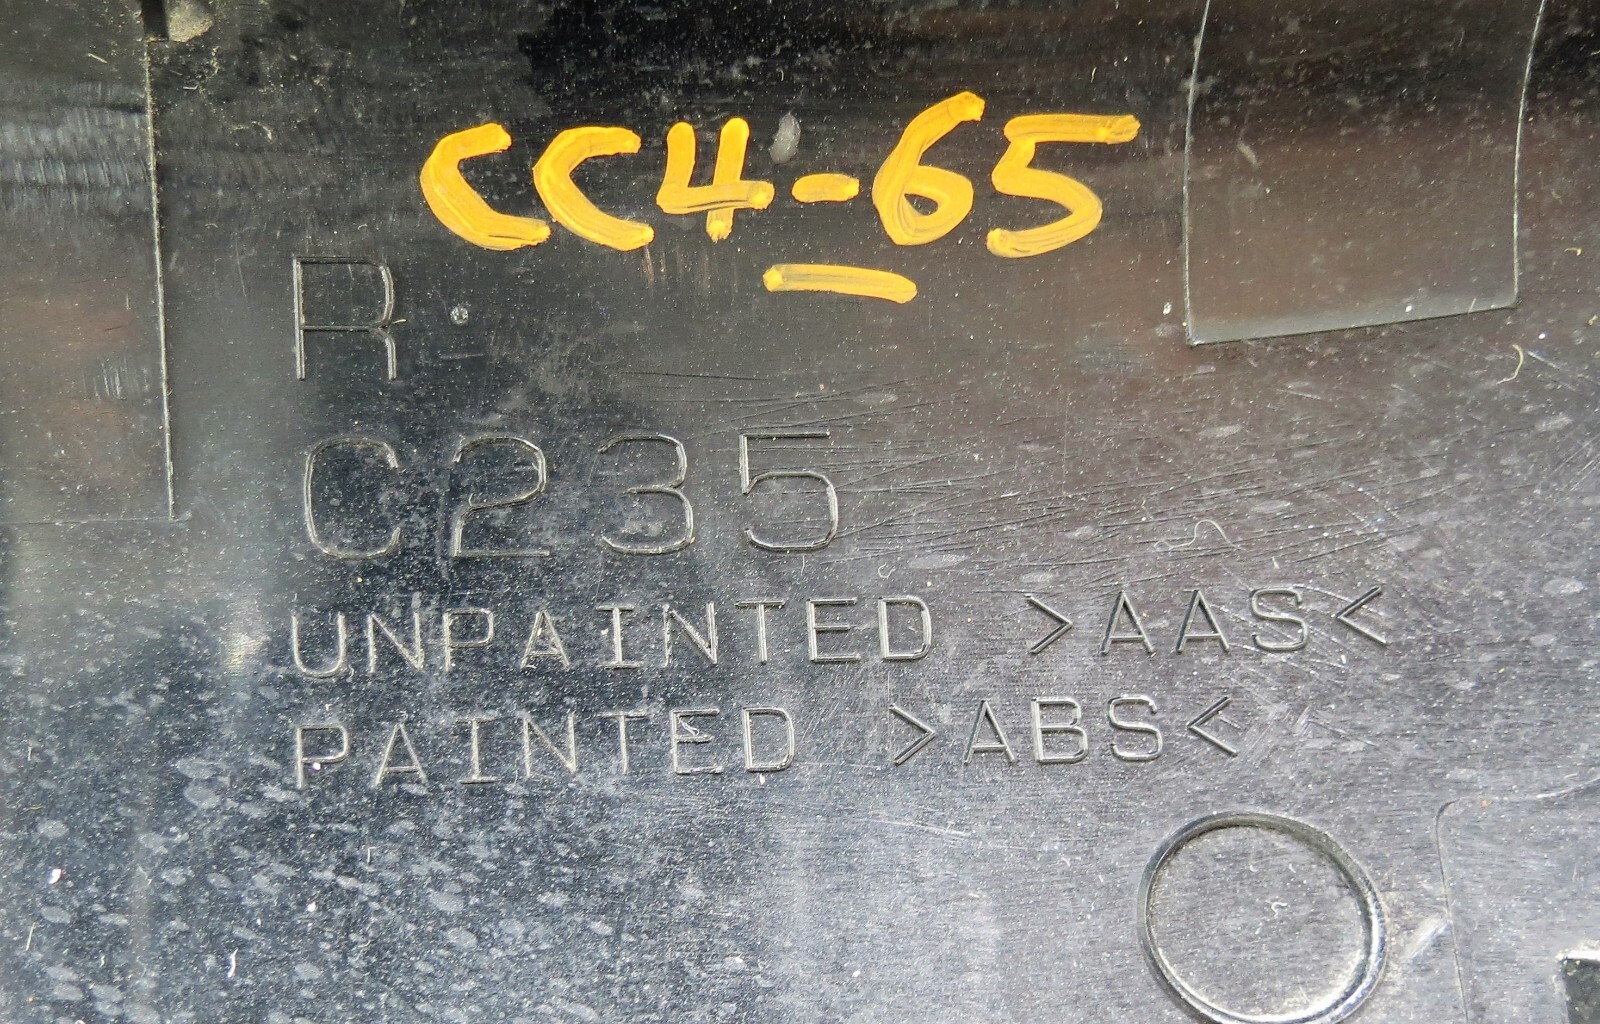 CC4-65
R
C235
UNPAINTED >AAS<
PAINTED >ABS<